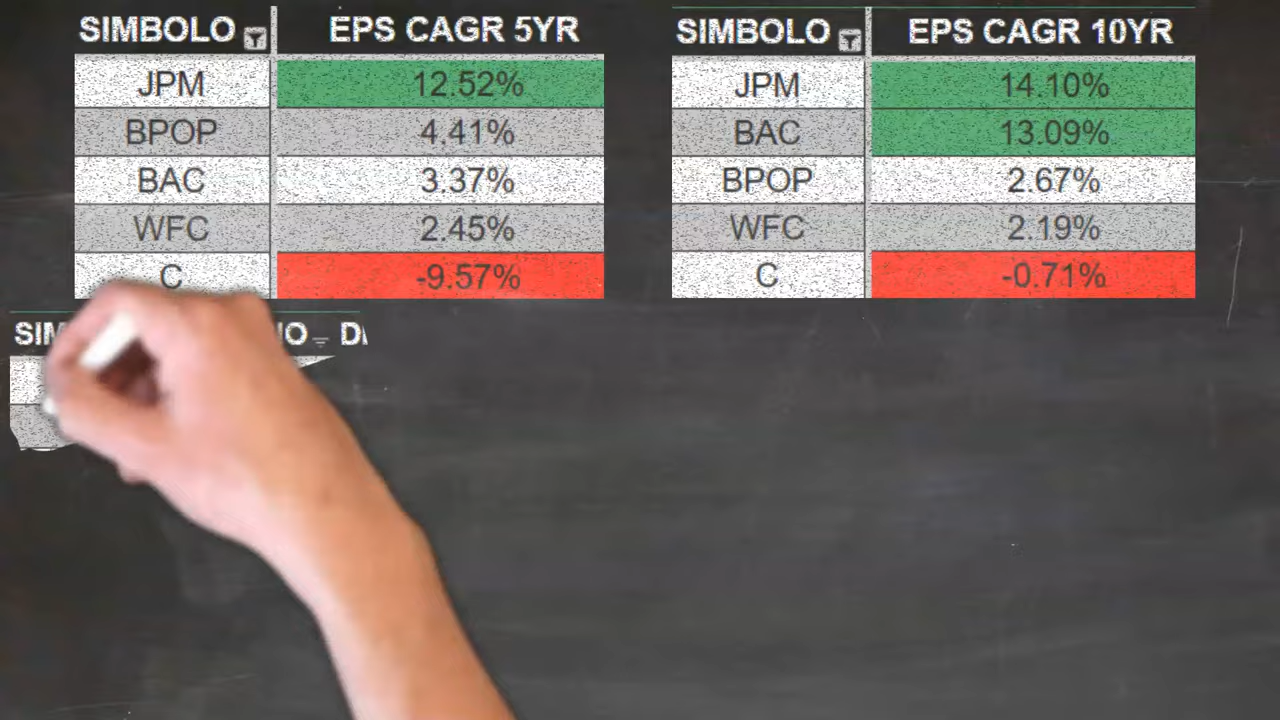 SIMBOLO EPS CAGR 5YR
JPM 12.52%
BPOP 4.41%
BAC 3.37%
WFC 2.45%
C -9.57%
SIMBOLO EPS CAGR 10YR
JPM 14.10%
BAC 13.09%
BPOP 2.67%
WFC 2.19%
C -0.71%